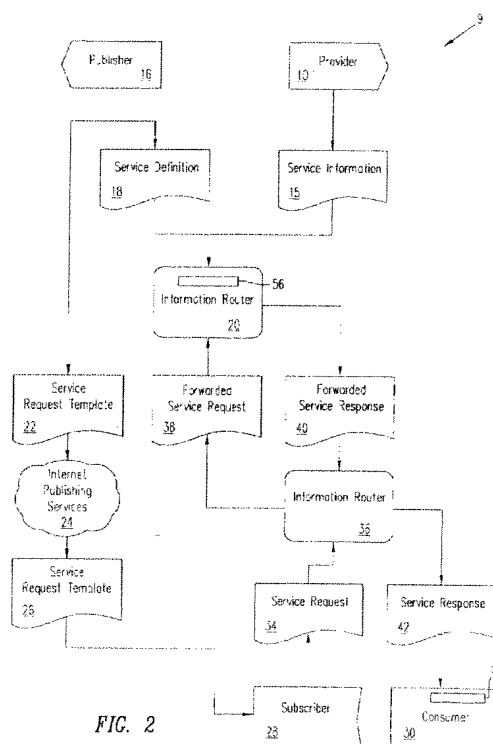 9
Publisher
16
Provider
10
Service Definition
18
Service Information
15
56
Information Router
20
Service
Request Template
22
Forwarded
Service Request
38
Forwarded
Service Response
40
Internet
Publishing
Services
24
Information Router
36
Service
Request Template
26
Service Request
34
Service Response
42
Subscriber
28
Consumer
30
FIG. 2